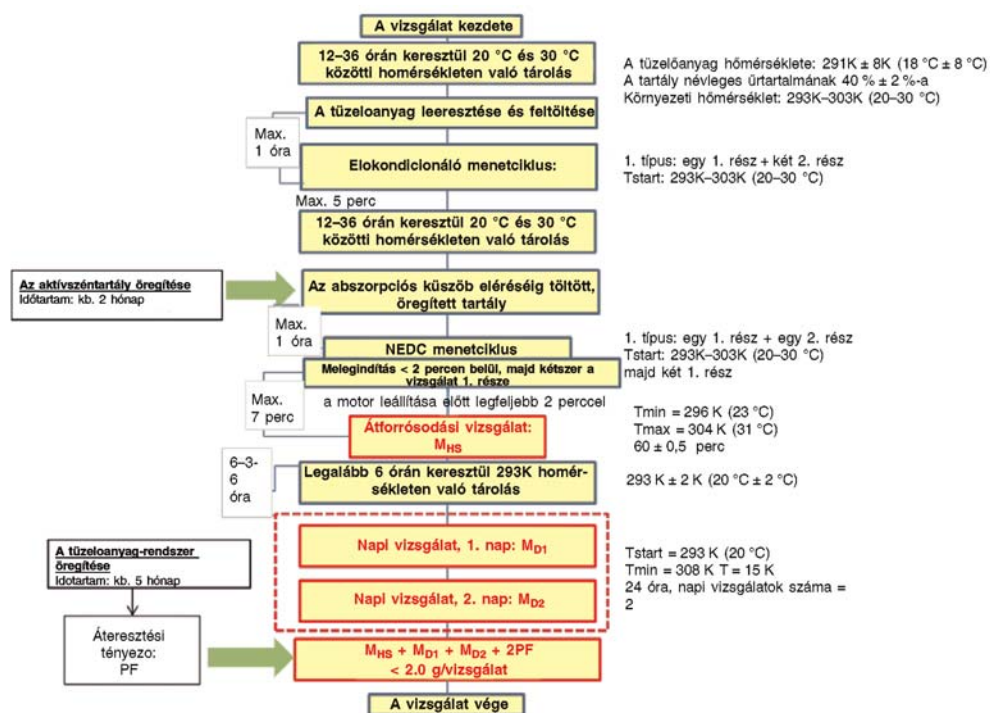 A vizsgálat kezdete
12–36 órán keresztül 20 °C és 30 °C
közötti homérsékleten való tárolás
A tüzelőanyag hőmérséklete: 291K ± 8K (18 °C ± 8 °C)
A tartály névleges űrtartalmának 40 % ± 2 %-a
Környezeti hőmérséklet: 293K–303K (20–30 °C)
A tüzeloanyag leeresztése és feltöltése
Max.
1 óra
Elokondicionáló menetciklus:
1. típus: egy 1. rész + két 2. rész
Tstart: 293K–303K (20–30 °C)
Max. 5 perc
12–36 órán keresztül 20 °C és 30 °C
közötti homérsékleten való tárolás
Az aktívszéntartály öregítése
Időtartam: kb. 2 hónap
Az abszorpciós küszöb eléréséig töltött,
öregített tartály
Max.
1 óra
NEDC menetciklus
1. típus: egy 1. rész + egy 2. rész
Tstart: 293K–303K (20–30 °C)
majd két 1. rész
Melegindítás < 2 percen belül, majd kétszer a
vizsgálat 1. része
Max.
7 perc
a motor leállítása előtt legfeljebb 2 perccel
Átforrósodási vizsgálat:
MHS
Tmin = 296 K (23 °C)
Tmax = 304 K (31 °C)
60 ± 0,5 perc
6–3-
6
óra
Legalább 6 órán keresztül 293K homér-
sékleten való tárolás
293 K ± 2 K (20 °C ± 2 °C)
Napi vizsgálat, 1. nap: MD1
Napi vizsgálat, 2. nap: MD2
Tstart = 293 K (20 °C)
Tmin = 308 K T = 15 K
24 óra, napi vizsgálatok száma =
2
A tüzeloanyag-rendszer
öregítése
Idotartam: kb. 5 hónap
Áteresztési
tényezo:
PF
MHS + MD1 + MD2 + 2PF
< 2.0 g/vizsgálat
A vizsgálat vége